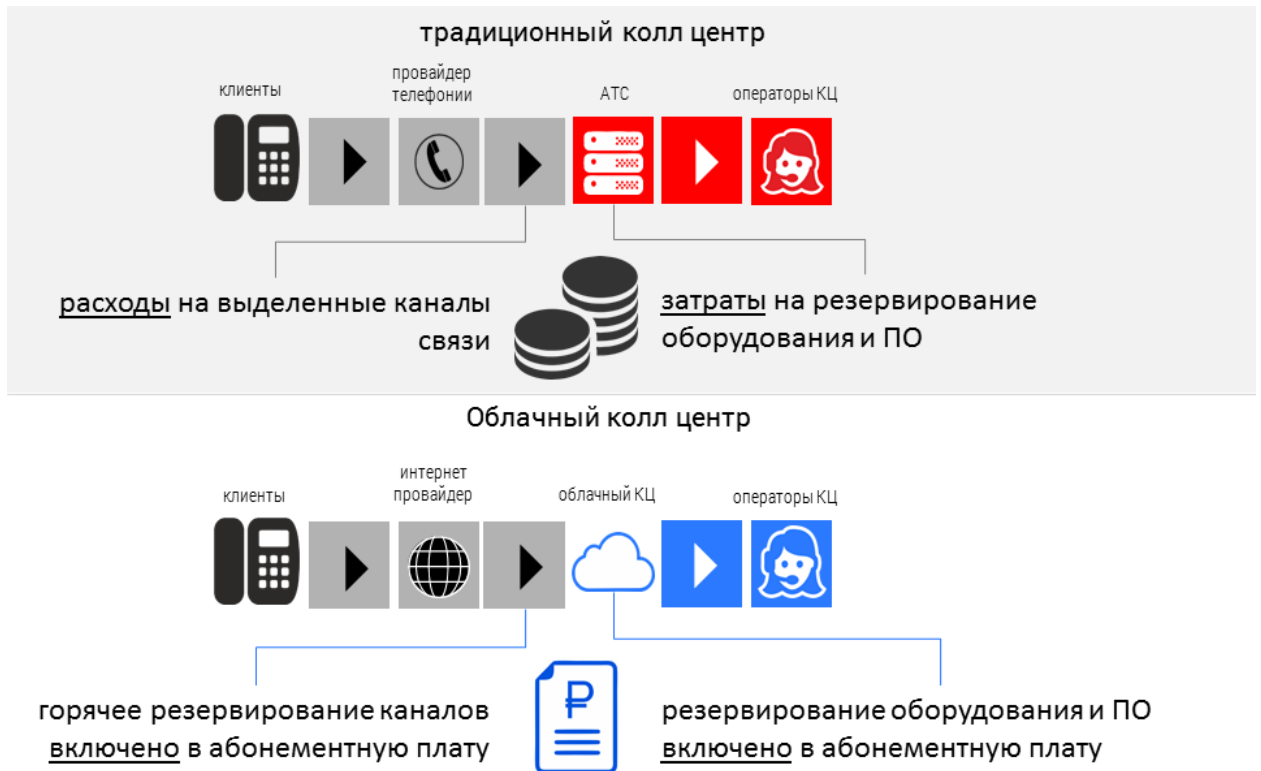 традиционный колл центр
клиенты
провайдер
телефонии
АТС
операторы КЦ
расходы на выделенные каналы
связи
затраты на резервирование
оборудования и ПО
Облачный колл центр
клиенты
интернет
провайдер
облачный КЦ
операторы КЦ
горячее резервирование каналов
включено в абонементную плату
₽
резервирование оборудования и ПО
включено в абонементную плату